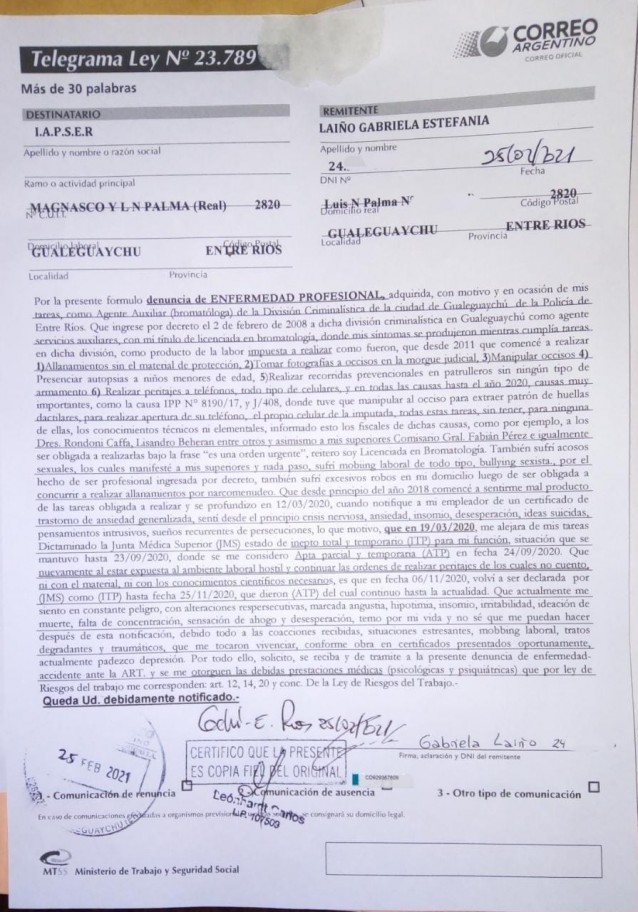 Telegrama Ley Nº 23.789
CORREO
ARGENTINO
CORREO OFICIAL
Más de 30 palabras
DESTINATARIO
I.A.P.S.E.R
Apellido y nombre o razón social
Ramo o actividad principal
MAGNASCO Y L N PALMA (Real) 2820
Nº C.U.I.T.
Domicilio laboral Código Postal
GUALEGUAYCHU ENTRE RIOS
Localidad Provincia
REMITENTE
LAIÑO GABRIELA ESTEFANIA
Apellido y nombre
24. 25/02/2021
DNI Nº Fecha
Luis N Palma Nº 2820
Domicilio real Código Postal
GUALEGUAYCHU ENTRE RIOS
Localidad Provincia
Por la presente formulo denuncia de ENFERMEDAD PROFESIONAL, adquirida, con motivo y en ocasión de mis
tareas, como Agente Auxiliar (bromatóloga) de la División Criminalistica de la ciudad de Gualeguaychú, de la Policía de
Entre Ríos. Que ingrese por decreto el 2 de febrero de 2008 a dicha división criminalistica en Gualeguaychú como agente
servicios auxiliares, con mi título de licenciada en bromatología, donde mis síntomas se produjeron mientras cumplía tareas
en dicha división, como producto de la labor impuesta a realizar como fueron, que desde 2011 que comencé a realizar
1)Allanamientos sin el material de protección, 2)Tomar fotografías a occisos en la morgue judicial, 3)Manipular occisos 4)
Presenciar autopsias a niños menores de edad, 5)Realizar recorridas prevencionales en patrulleros sin ningún tipo de
armamento 6) Realizar pentajes a teléfonos, todo tipo de celulares, y en todas las causas hasta el año 2020, causas muy
importantes, como la causa IPP Nº 8190/17, y J/408, donde tuve que manipular al occiso para extraer patrón de huellas
dactilares, para realizar apertura de su teléfono, el propio celular de la imputada, todas estas tareas, sin tener, para ninguna
de ellas, los conocimientos técnicos ni elementales, informado esto los fiscales de dichas causas, como por ejemplo, a los
Dres. Rondoni Caffa, Lisandro Beheran entre otros y asimismo a mis superiores Comisario Gral. Fabián Pérez e igualmente
ser obligada a realizarlas bajo la frase "es una orden urgente", reitero soy Licenciada en Bromatología. También sufrí acosos
sexuales, los cuales manifesté a mis superiores y nada paso, sufrí mobing laboral de todo tipo, bullying sexista., por el
hecho de ser profesional ingresada por decreto, también sufrí excesivos robos en mi domicilio luego de ser obligada a
concurrir a realizar allanamientos por narcomenudeo. Que desde principio del año 2018 comencé a sentirme mal producto
de las tareas obligada a realizar y se profundizo en 12/03/2020, cuando notifique a mi empleador de un certificado de
trastorno de ansiedad generalizada, sentí desde el principio crisis nerviosa, ansiedad, insomio, desesperación, ideas suicidas,
pensamientos intrusivos, sueños recurrentes de persecuciones, lo que motivo, que en 19/03/2020, me alejara de mis tareas
Dictaminado la Junta Médica Superior (JMS) estado de inepto total y temporario (ITP) para mi función, situación que se
mantuvo hasta 23/09/2020, donde se me considero Apta parcial y temporaria (ATP) en fecha 24/09/2020. Que
nuevamente al estar expuesta al ambiente laboral hostil y continuar las ordenes de realizar pentajes de los cuales no cuento,
ni con el material, ni con los conocimientos científicos necesarios, es que en fecha 06/11/2020, volví a ser declarada por
(JMS) como (ITP) hasta fecha 25/11/2020, que dieron (ATP) del cual continuo hasta la actualidad. Que actualmente me
siento en constante peligro, con alteraciones respersecutivas, marcada angustia, hipotimia, insomio, irritabilidad, ideación de
muerte, falta de concentración, sensación de ahogo y desesperación, temo por mi vida y no sé que me puedan hacer
después de esta notificación, debido todo a las coacciones recibidas, situaciones estresantes, mobbing laboral, tratos
degradantes y traumáticos, que me tocaron vivenciar, conforme obra en certificados presentados oportunamente,
actualmente padezco depresión. Por todo ello, solicito, se reciba y de tramite a la presente denuncia de enfermedad-
accidente ante la ART, y se me otorguen las debidas prestaciones médicas (psicológicas y psiquiátricas) que por ley de
Riesgos del trabajo me corresponden: art. 12, 14, 20 y conc. De la Ley de Riesgos del Trabajo.-
Queda Ud. debidamente notificado.-
25 FEB 2021
CERTIFICO QUE LA PRESENTE
ES COPIA FIEL DEL ORIGINAL
Gabriela Laiño 24
Firma, aclaración y DNI del remitente
1 - Comunicación de renuncia 2 - Comunicación de ausencia 3 - Otro tipo de comunicación
MTSS Ministerio de Trabajo y Seguridad Social